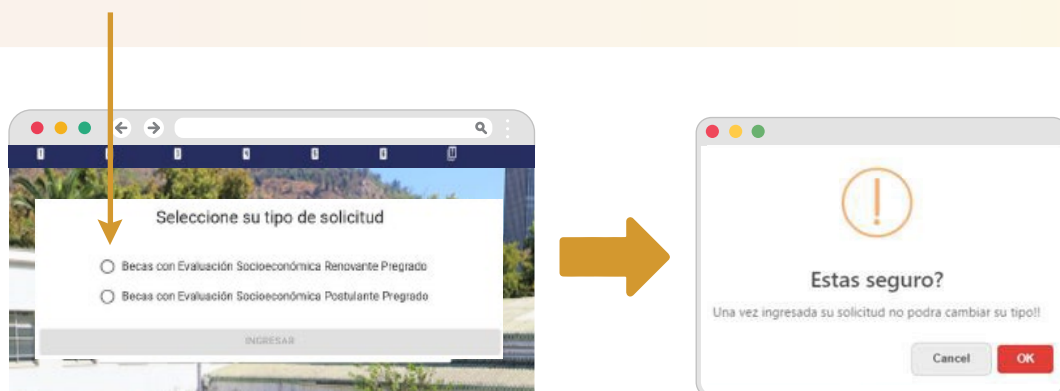 Seleccione su tipo de solicitud
Becas con Evaluación Socioeconómica Renovante Pregrado
Becas con Evaluación Socioeconómica Postulante Pregrado
INGRESAR
Estas seguro?
Una vez ingresada su solicitud no podra cambiar su tipo!!
Cancel
OK